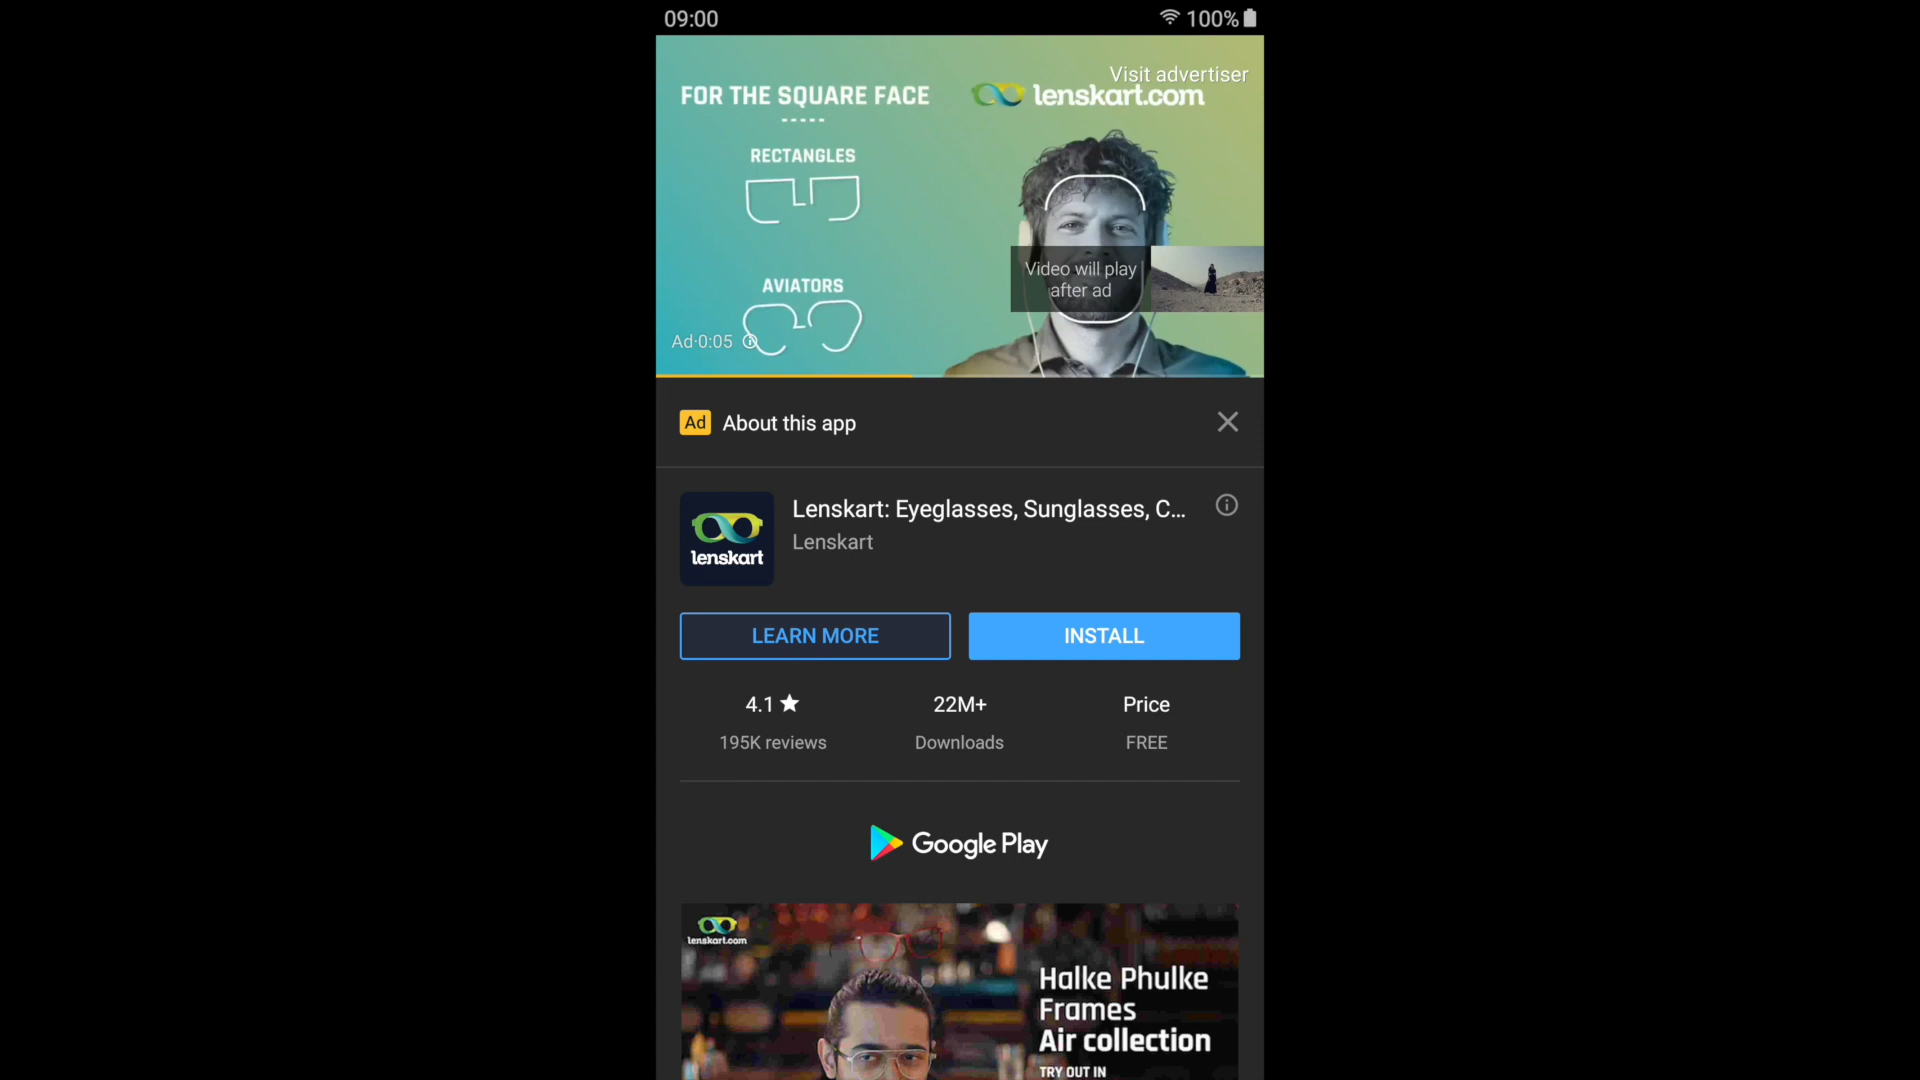 09:00
100%
Visit advertiser
FOR THE SQUARE FACE
lenskart.com
RECTANGLES
Video will play
after ad
AVIATORS
Ad·0:05
Ad About this app
Lenskart: Eyeglasses, Sunglasses, C...
Lenskart
lenskart
LEARN MORE
INSTALL
4.1★
22M+
Price
195K reviews
Downloads
FREE
Google Play
lenskart.com
Halke Phulke
Frames
Air collection
TRY OUT IN